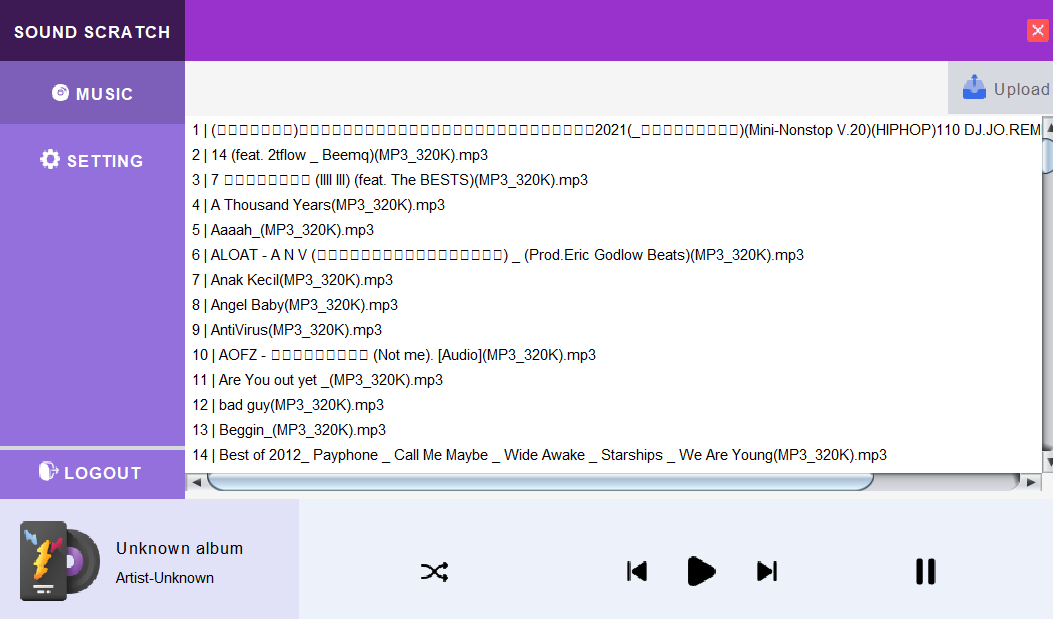 SOUND SCRATCH
MUSIC
SETTING
LOGOUT
Upload
1 | (▯▯▯▯▯▯▯)▯▯▯▯▯▯▯▯▯▯▯▯▯▯▯▯▯▯▯▯▯▯▯▯▯▯▯2021(_▯▯▯▯▯▯▯▯▯)(Mini-Nonstop V.20)(HIPHOP)110 DJ.JO.REM
2 | 14 (feat. 2tflow _ Beemq)(MP3_320K).mp3
3 | 7 ▯▯▯▯▯▯▯▯ (llll lll) (feat. The BESTS)(MP3_320K).mp3
4 | A Thousand Years(MP3_320K).mp3
5 | Aaaah_(MP3_320K).mp3
6 | ALOAT - A N V (▯▯▯▯▯▯▯▯▯▯▯▯▯▯▯▯▯) _ (Prod.Eric Godlow Beats)(MP3_320K).mp3
7 | Anak Kecil(MP3_320K).mp3
8 | Angel Baby(MP3_320K).mp3
9 | AntiVirus(MP3_320K).mp3
10 | AOFZ - ▯▯▯▯▯▯▯▯▯ (Not me). [Audio](MP3_320K).mp3
11 | Are You out yet _(MP3_320K).mp3
12 | bad guy(MP3_320K).mp3
13 | Beggin_(MP3_320K).mp3
14 | Best of 2012_ Payphone _ Call Me Maybe _ Wide Awake _ Starships _ We Are Young(MP3_320K).mp3
Unknown album
Artist-Unknown